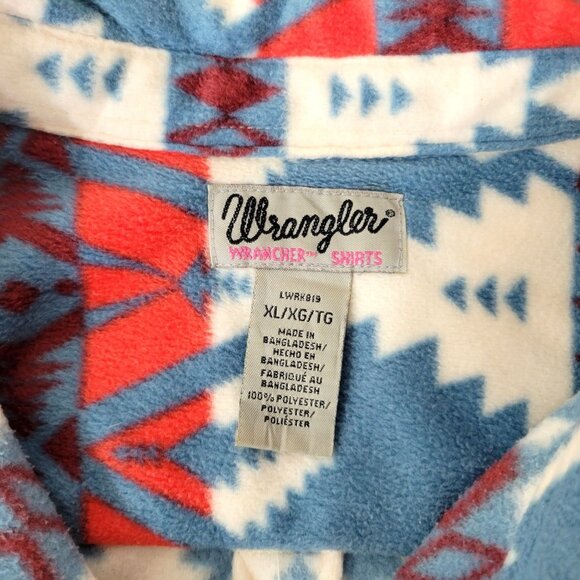 Wrangler®
WRANCHER™ SHIRTS
LWRK819
XL/XG/TG
MADE IN
BANGLADESH/
HECHO EN
BANGLADESH/
FABRIQUÉ AU
BANGLADESH
100% POLYESTER/
POLYESTER/
POLIÉSTER